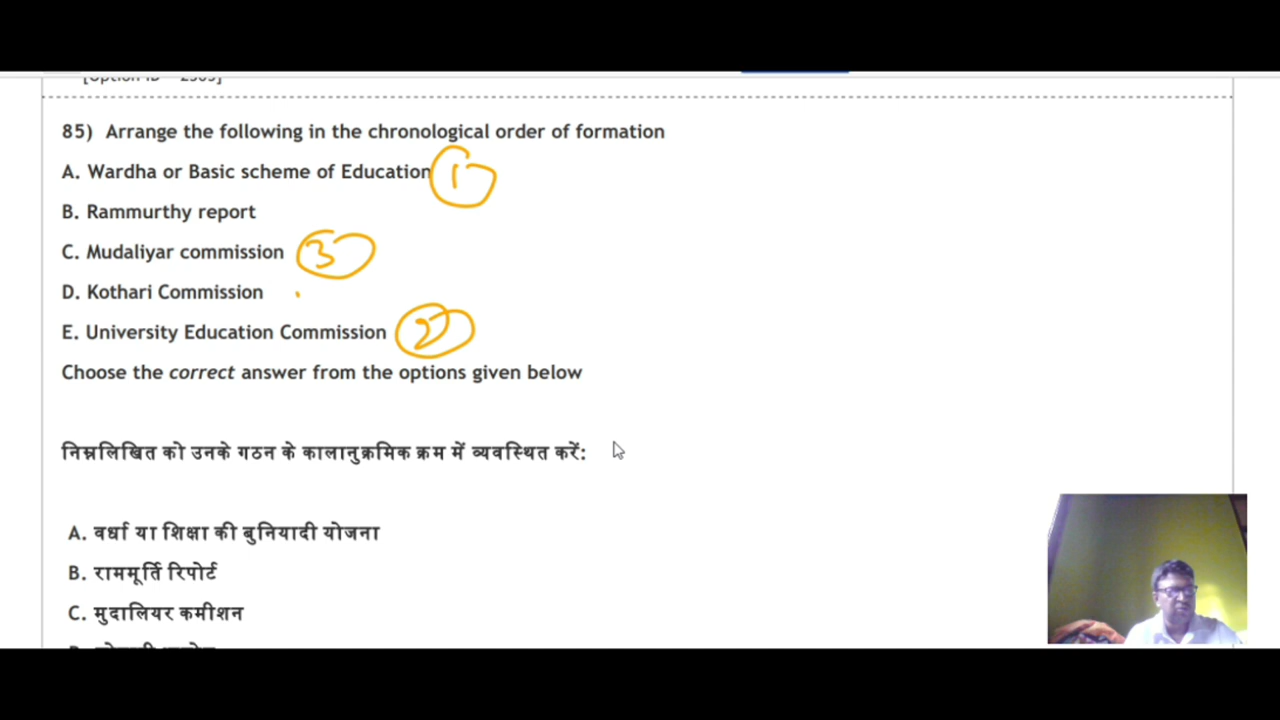 85) Arrange the following in the chronological order of formation
A. Wardha or Basic scheme of Education 1
B. Rammurthy report
C. Mudaliyar commission 3
D. Kothari Commission
E. University Education Commission 2
Choose the correct answer from the options given below
निम्नलिखित को उनके गठन के कालानुक्रमिक क्रम में व्यवस्थित करें:
A. वर्धा या शिक्षा की बुनियादी योजना
B. राममूर्ति रिपोर्ट
C. मुदालियर कमीशन